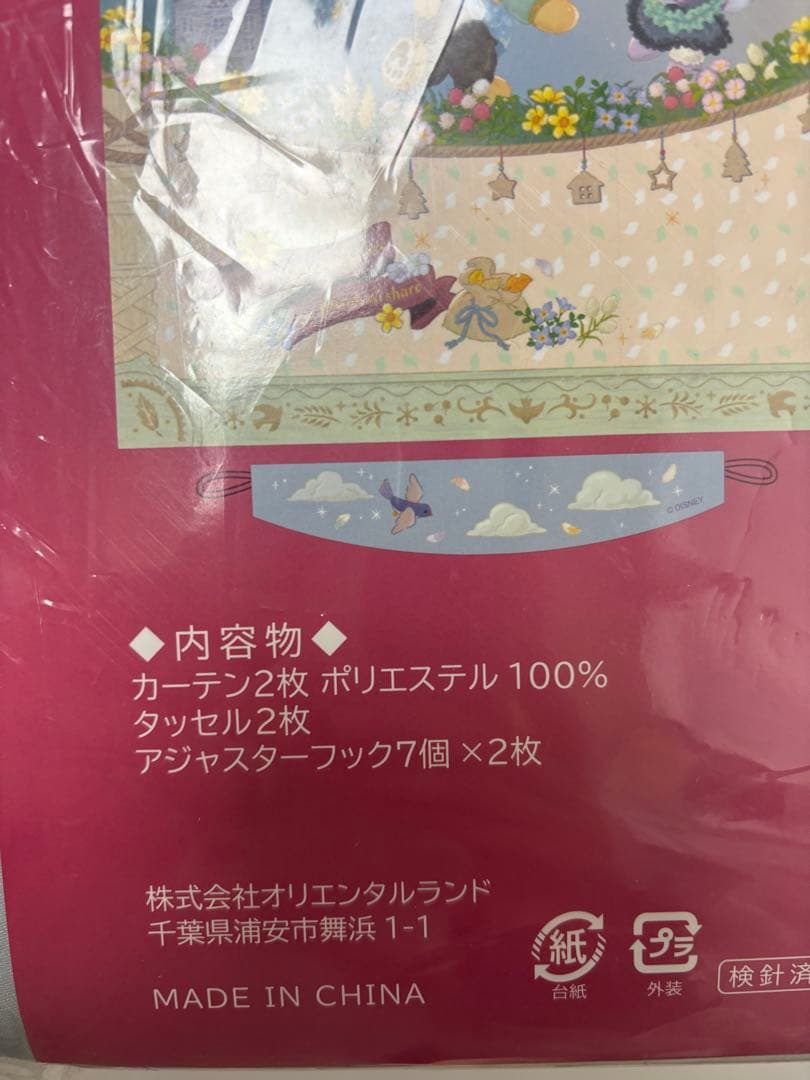 share
© DISNEY
◆内容物◆
カーテン2枚 ポリエステル 100%
タッセル2枚
アジャスターフック7個 ×2枚
株式会社オリエンタルランド
千葉県浦安市舞浜 1-1
MADE IN CHINA
紙
台紙
プラ
外装
検針済